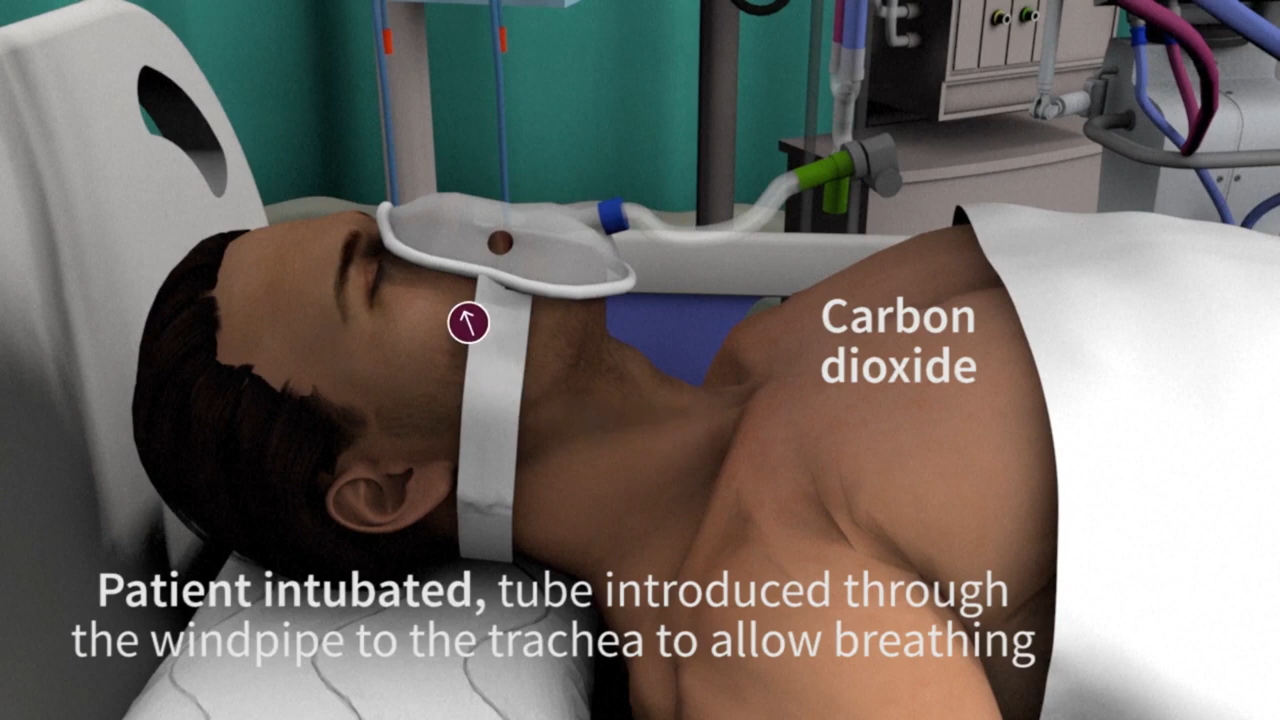 Carbon
dioxide
Patient intubated, tube introduced through
the windpipe to the trachea to allow breathing